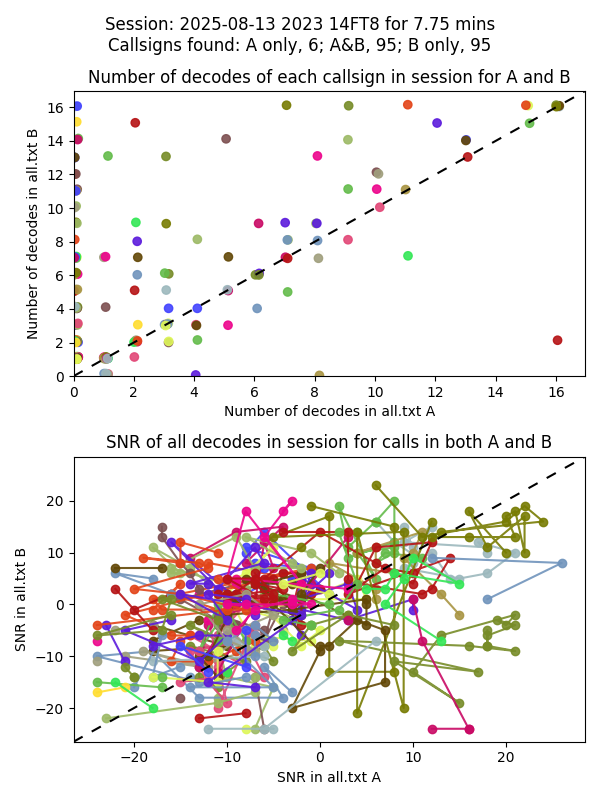 Session: 2025-08-13 2023 14FT8 for 7.75 mins
Callsigns found: A only, 6; A&B, 95; B only, 95
Number of decodes of each callsign in session for A and B
Number of decodes in all.txt B
16
14
12
10
8
6
4
2
0
0 2 4 6 8 10 12 14 16
Number of decodes in all.txt A
SNR of all decodes in session for calls in both A and B
SNR in all.txt B
20
10
0
−10
−20
−20 −10 0 10 20
SNR in all.txt A